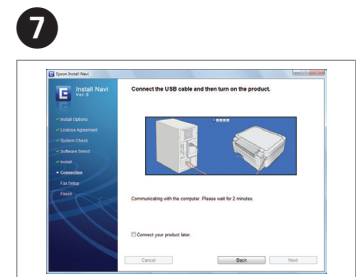 7
Epson Install Navi
Install Navi
Ver. 3
Connect the USB cable and then turn on the product.
Install Options
License Agreement
System Check
Software Select
Install
Connection
Fax Setup
Finish
Communicating with the computer. Please wait for 2 minutes.
Connect your product later.
Cancel
Back
Next